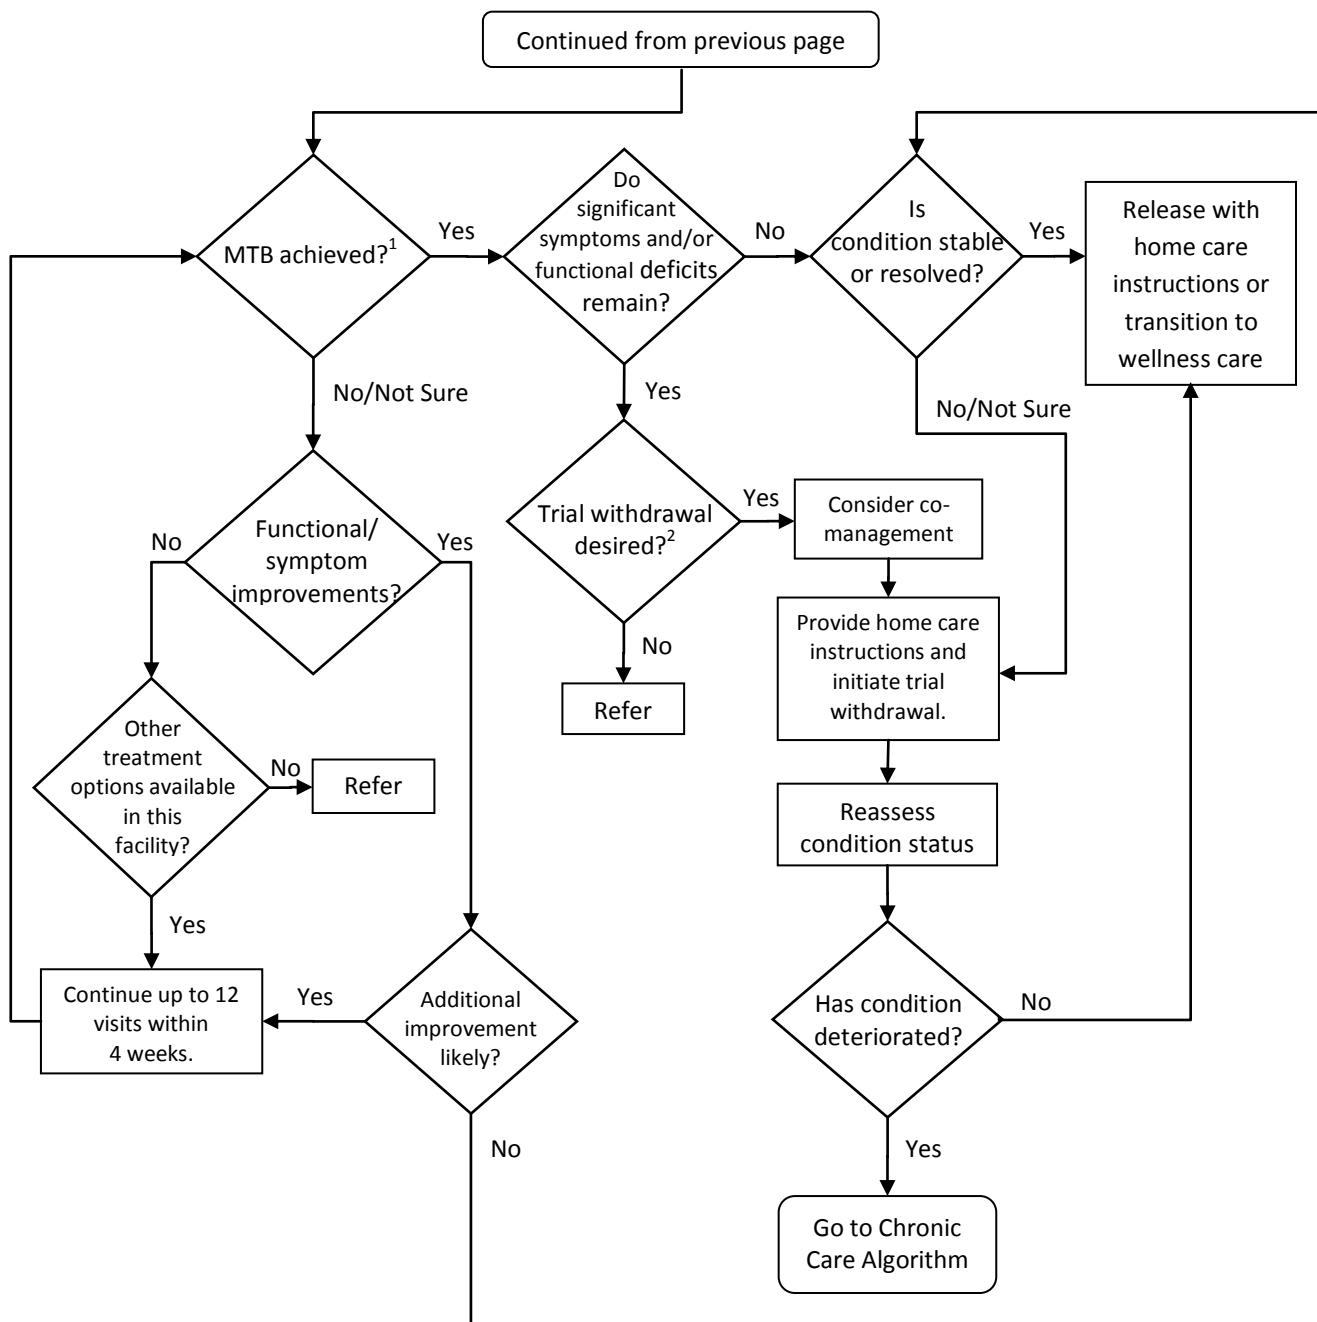 Continued from previous page
MTB achieved?1
Yes
Do
significant
symptoms and/or
functional deficits
remain?
No
Is
condition stable
or resolved?
Yes
Release with
home care
instructions or
transition to
wellness care
No/Not Sure
Yes
No/Not Sure
Functional/
symptom
improvements?
No
Yes
Trial withdrawal
desired?2
Yes
Consider co-
management
No
Refer
Provide home care
instructions and
initiate trial
withdrawal.
Other
treatment
options available
in this
facility?
No
Refer
Reassess
condition status
Yes
Continue up to 12
visits within
4 weeks.
Yes
Additional
improvement
likely?
No
Has condition
deteriorated?
No
Yes
Go to Chronic
Care Algorithm